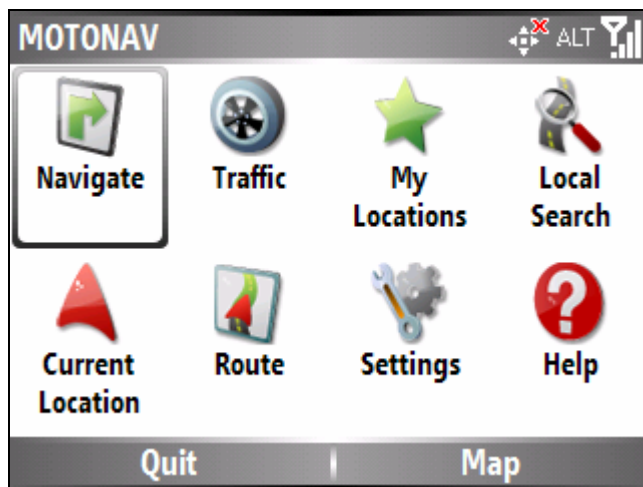 MOTONAV ALT
Navigate Traffic My Locations Local Search
Current Location Route Settings Help
Quit Map